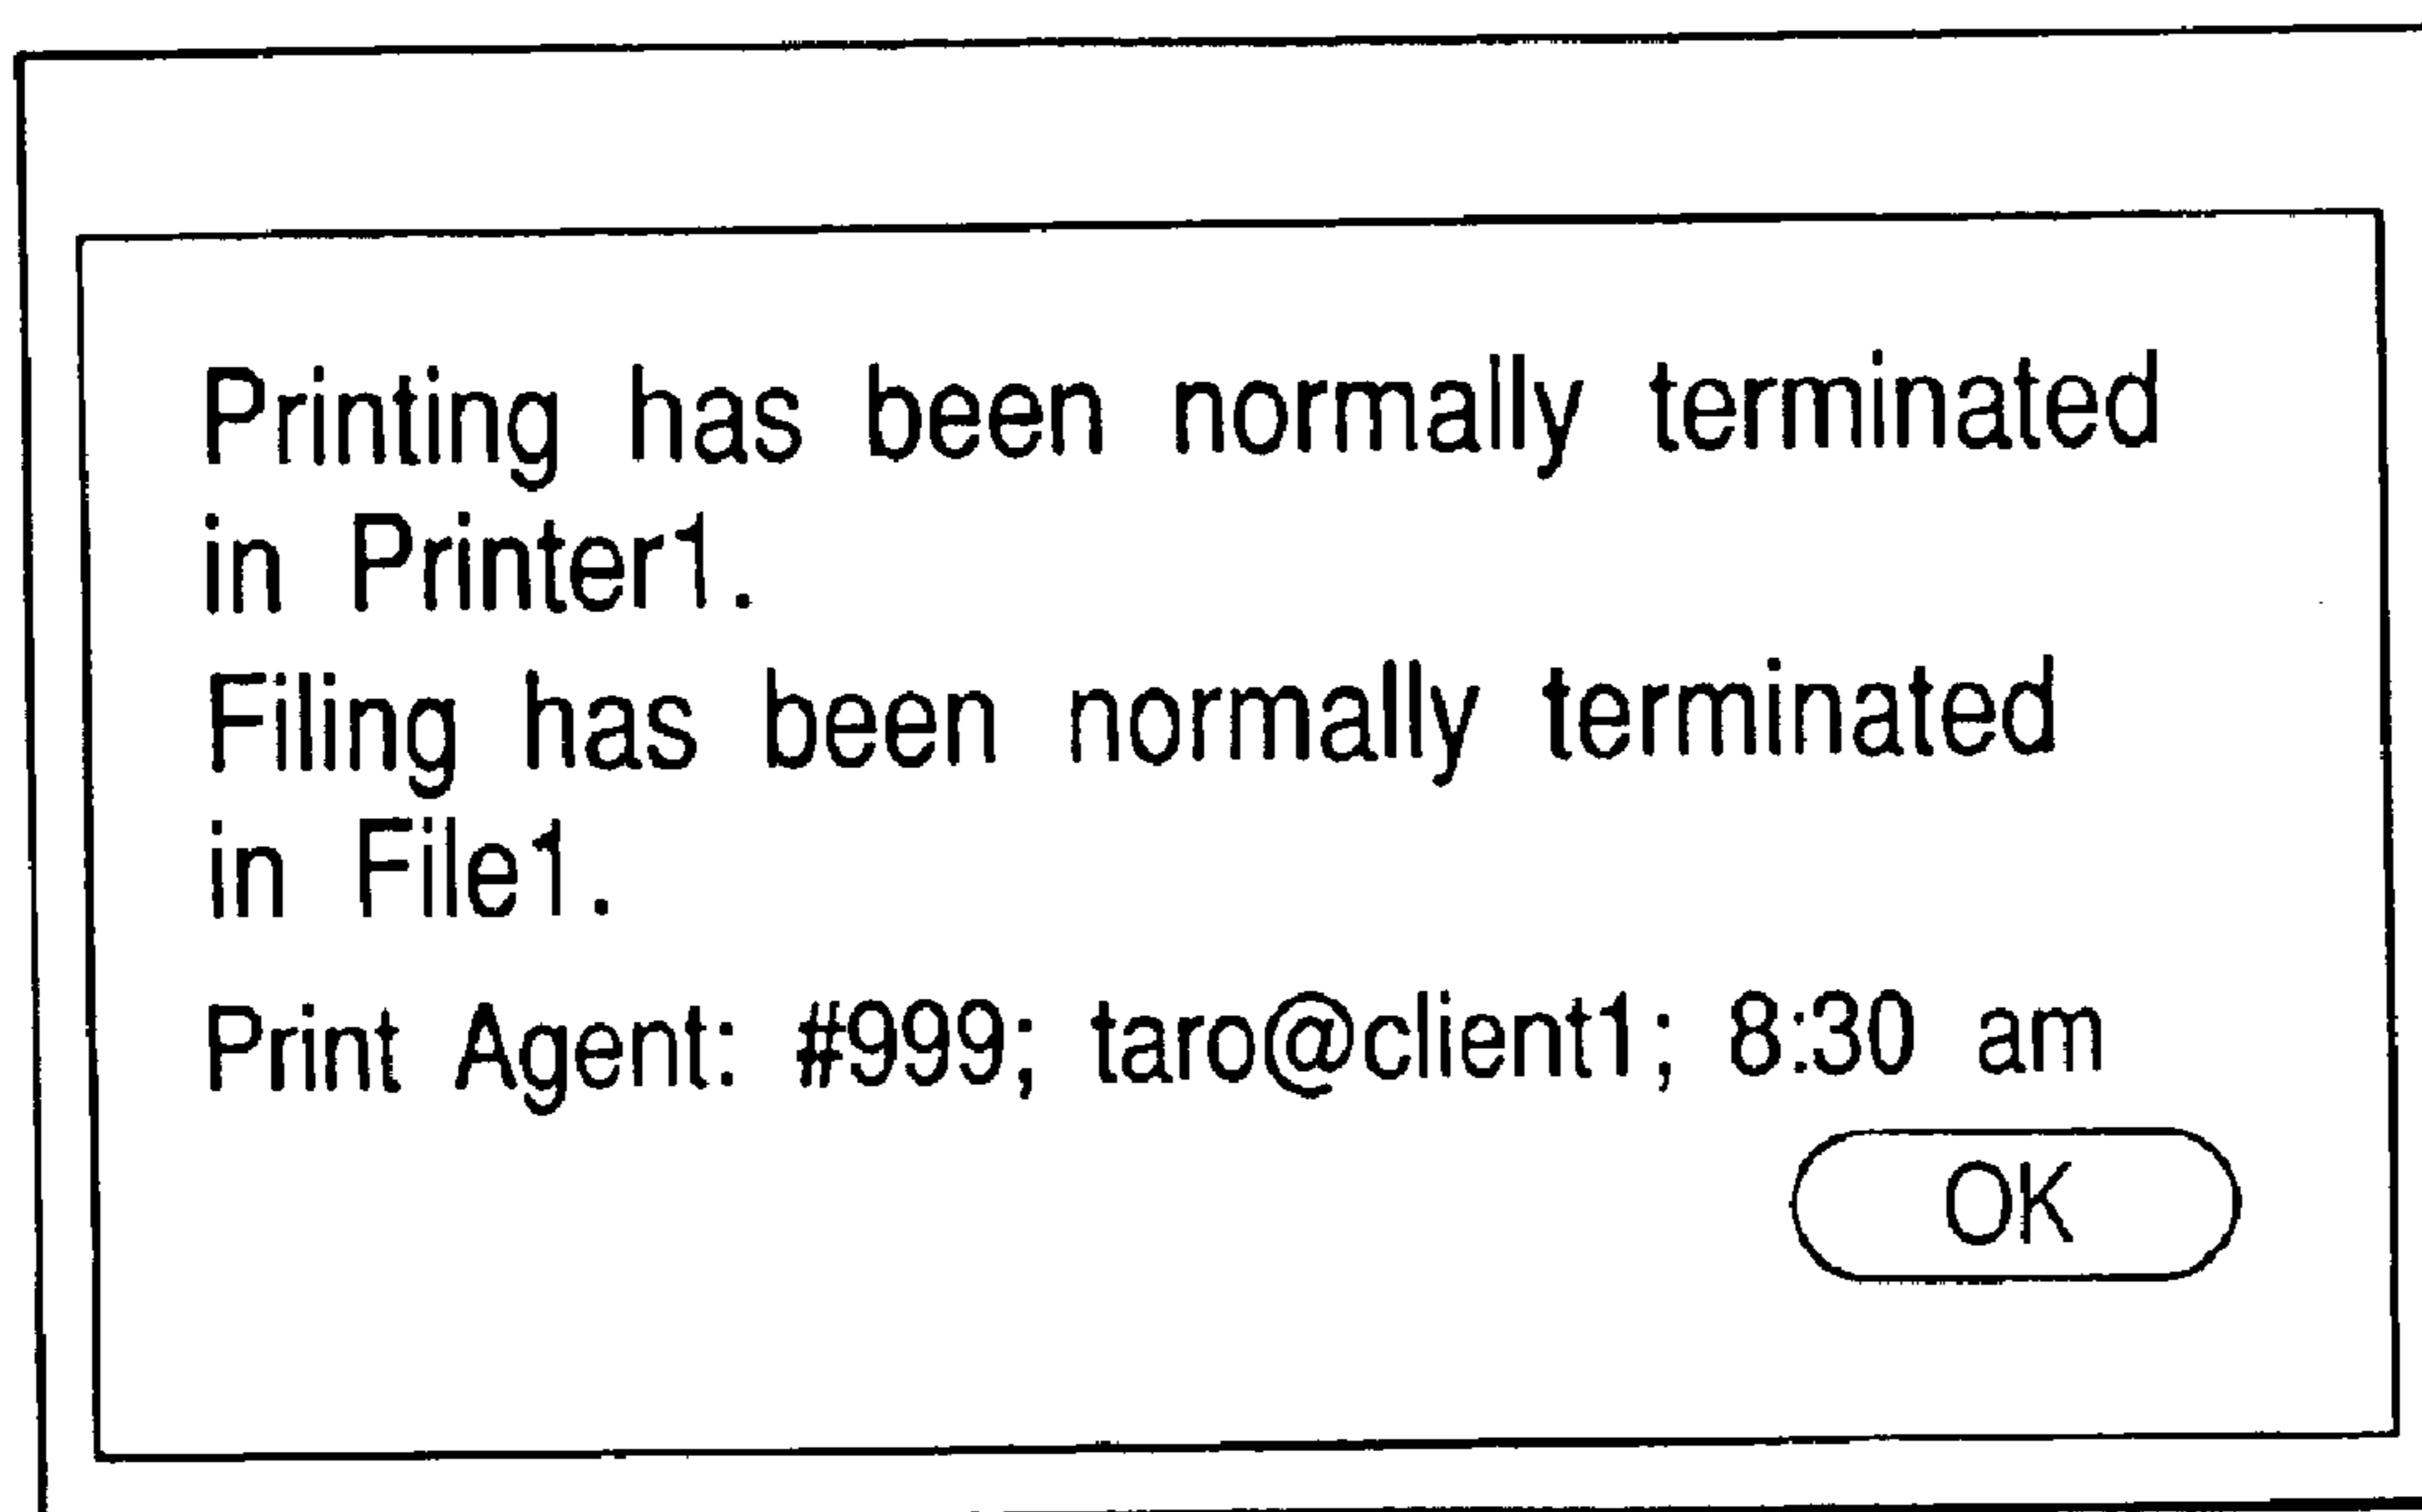 Printing has been normally terminated
in Printer1.
Filing has been normally terminated
in File1.
Print Agent: #999; taro@client1; 8:30 am
OK